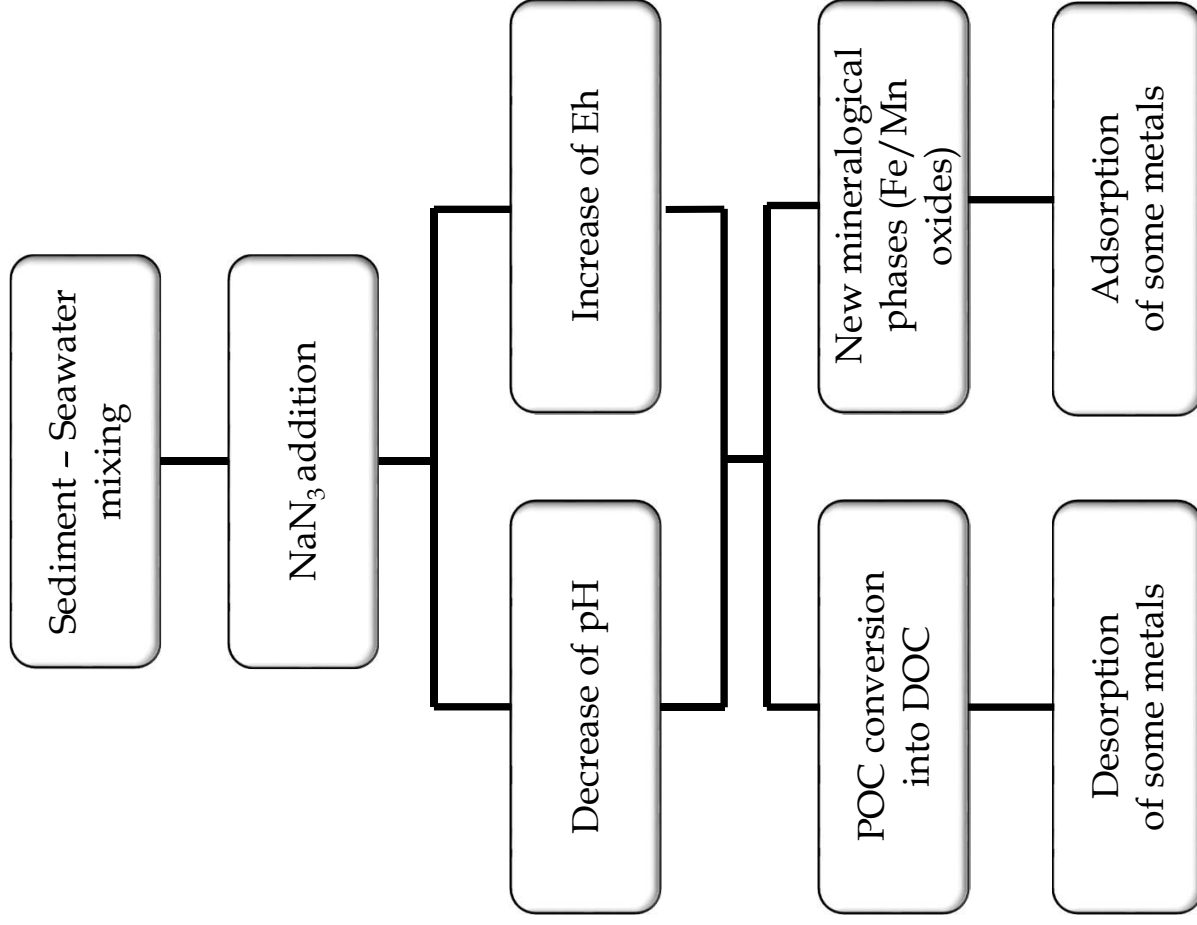 Sediment – Seawater
mixing
NaN₃ addition
Decrease of pH
Increase of Eh
POC conversion
into DOC
New mineralogical
phases (Fe/Mn
oxides)
Desorption
of some metals
Adsorption
of some metals